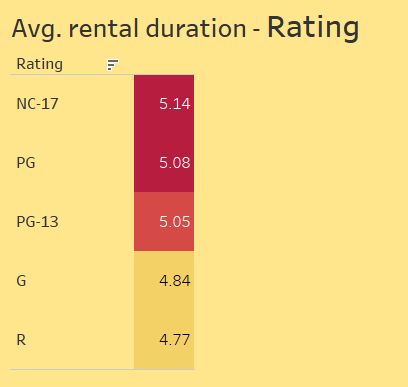 Avg. rental duration - Rating
Rating
NC-17 5.14
PG 5.08
PG-13 5.05
G 4.84
R 4.77